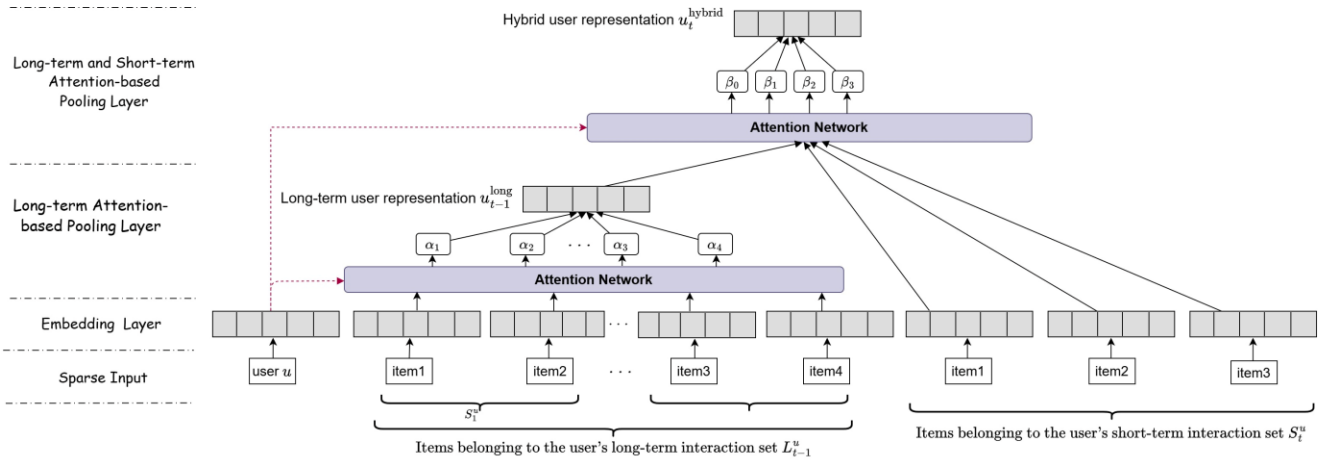 Hybrid user representation $u_t^{\text{hybrid}}$
Long-term and Short-term
Attention-based
Pooling Layer
β₀ β₁ β₂ β₃
Attention Network
Long-term user representation $u_{t-1}^{\text{long}}$
Long-term Attention-
based Pooling Layer
α₁ α₂ · · · α₃ α₄
Attention Network
Embedding Layer
· · ·
Sparse Input
user u
item1 item2 · · · item3 item4
item1 item2 item3
$S_1^u$
Items belonging to the user's long-term interaction set $L_{t-1}^u$
Items belonging to the user's short-term interaction set $S_t^u$